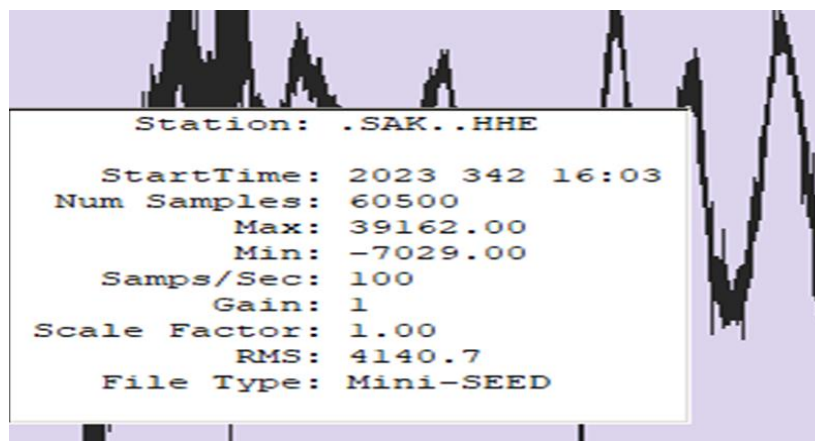 Station: .SAK..HHE
StartTime: 2023 342 16:03
Num Samples: 60500
Max: 39162.00
Min: -7029.00
Samps/Sec: 100
Gain: 1
Scale Factor: 1.00
RMS: 4140.7
File Type: Mini-SEED